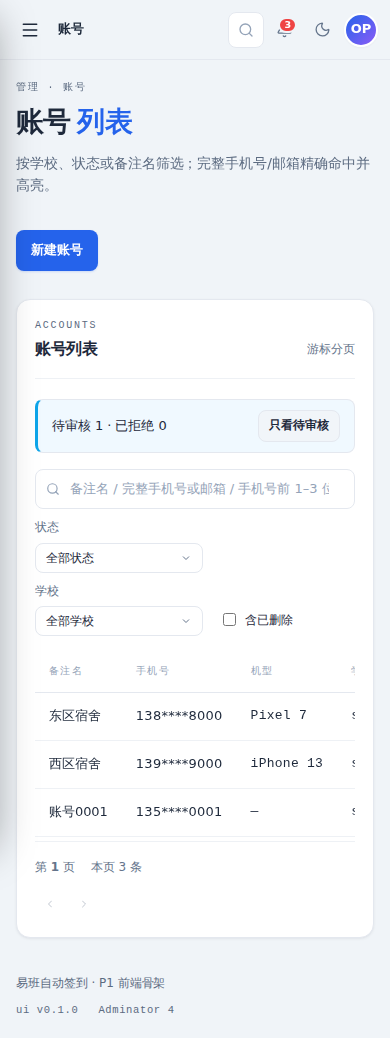 账号
3
OP
管理 · 账号
账号 列表
按学校、状态或备注名筛选；完整手机号/邮箱精确命中并
高亮。
新建账号
ACCOUNTS
账号列表
游标分页
待审核 1 · 已拒绝 0
只看待审核
备注名 / 完整手机号或邮箱 / 手机号前 1–3
状态
全部状态
学校
全部学校
含已删除
备注名 手机号 机型
东区宿舍 138****8000 Pixel 7
西区宿舍 139****9000 iPhone 13
账号0001 135****0001 —
第 1 页 本页 3 条
‹ ›
易班自动签到 · P1 前端骨架
ui v0.1.0 Adminator 4